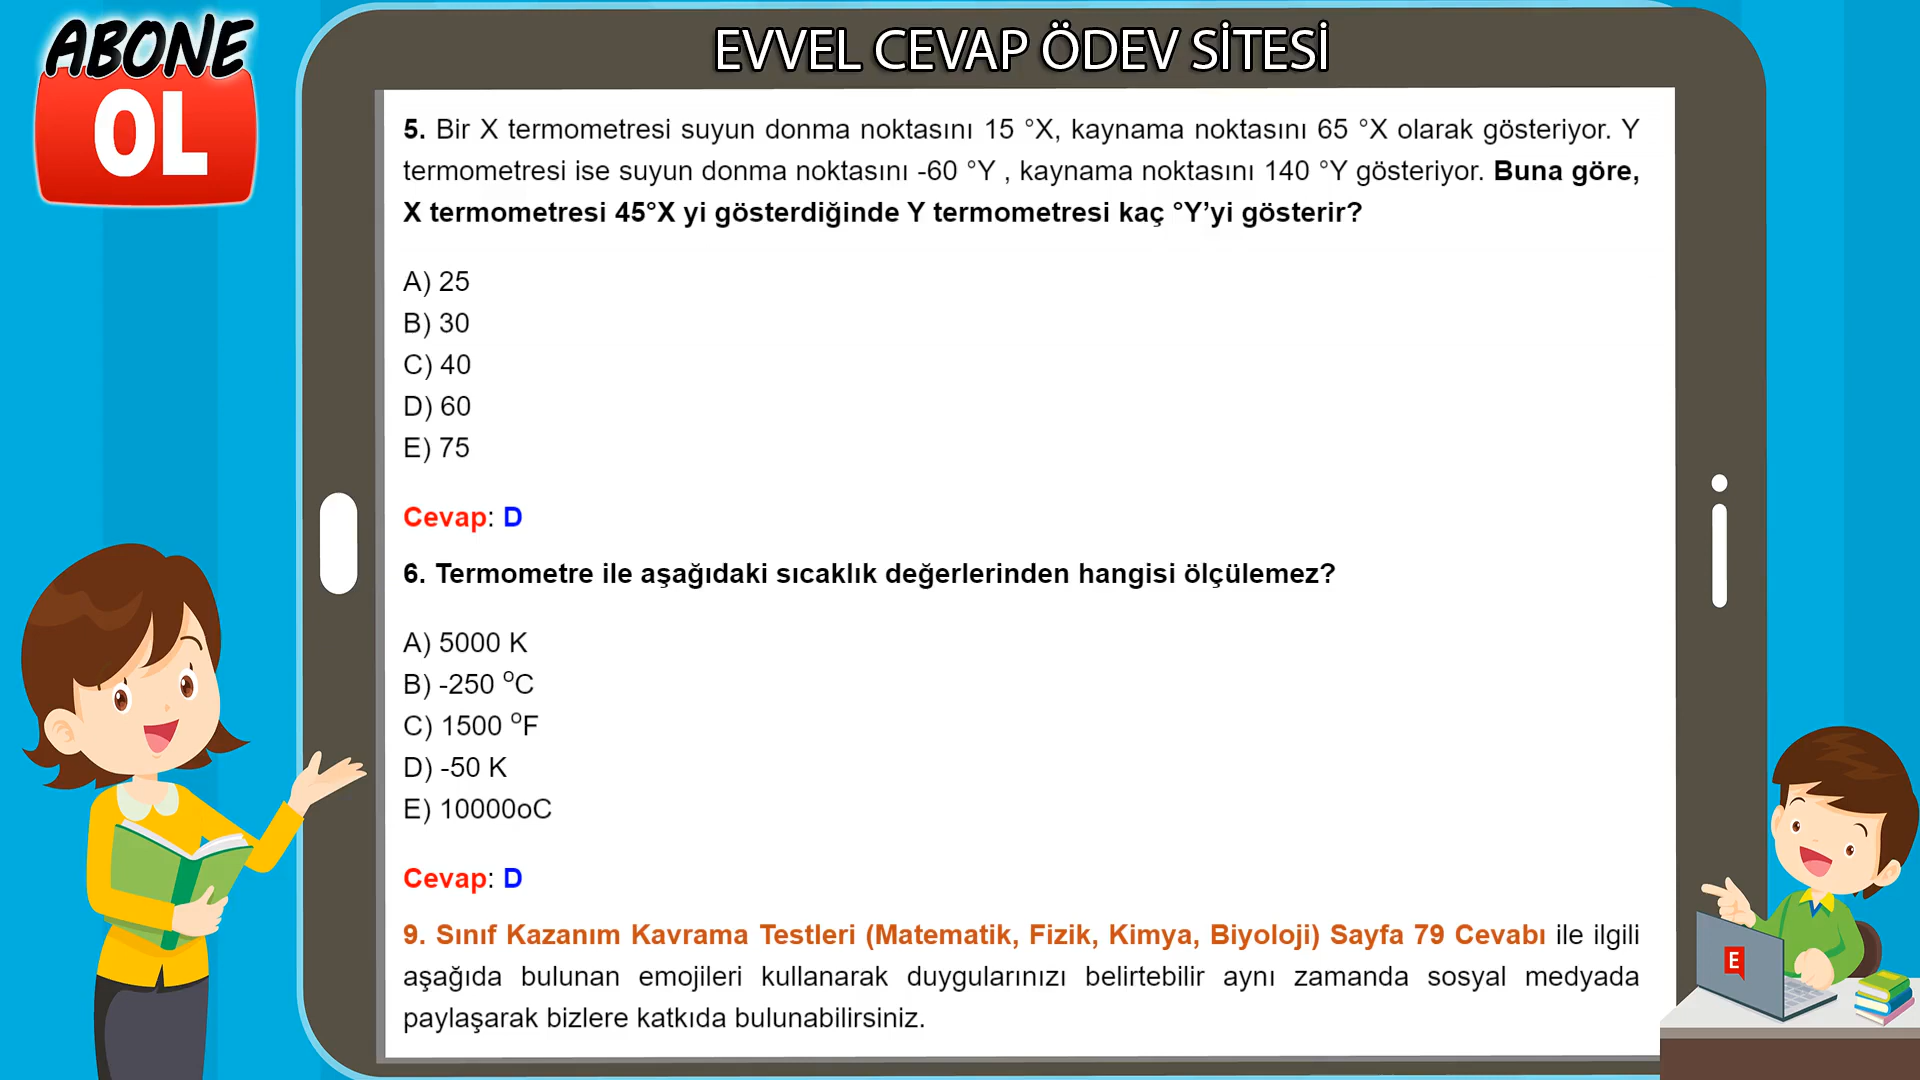 ABONE
OL
EVVEL CEVAP ÖDEV SİTESİ
5. Bir X termometresi suyun donma noktasını 15 °X, kaynama noktasını 65 °X olarak gösteriyor. Y
termometresi ise suyun donma noktasını -60 °Y , kaynama noktasını 140 °Y gösteriyor. Buna göre,
X termometresi 45°X yi gösterdiğinde Y termometresi kaç °Y’yi gösterir?
A) 25
B) 30
C) 40
D) 60
E) 75
Cevap: D
6. Termometre ile aşağıdaki sıcaklık değerlerinden hangisi ölçülemez?
A) 5000 K
B) -250 ºC
C) 1500 ºF
D) -50 K
E) 10000oC
Cevap: D
9. Sınıf Kazanım Kavrama Testleri (Matematik, Fizik, Kimya, Biyoloji) Sayfa 79 Cevabı ile ilgili
aşağıda bulunan emojileri kullanarak duygularınızı belirtebilir aynı zamanda sosyal medyada
paylaşarak bizlere katkıda bulunabilirsiniz.
E